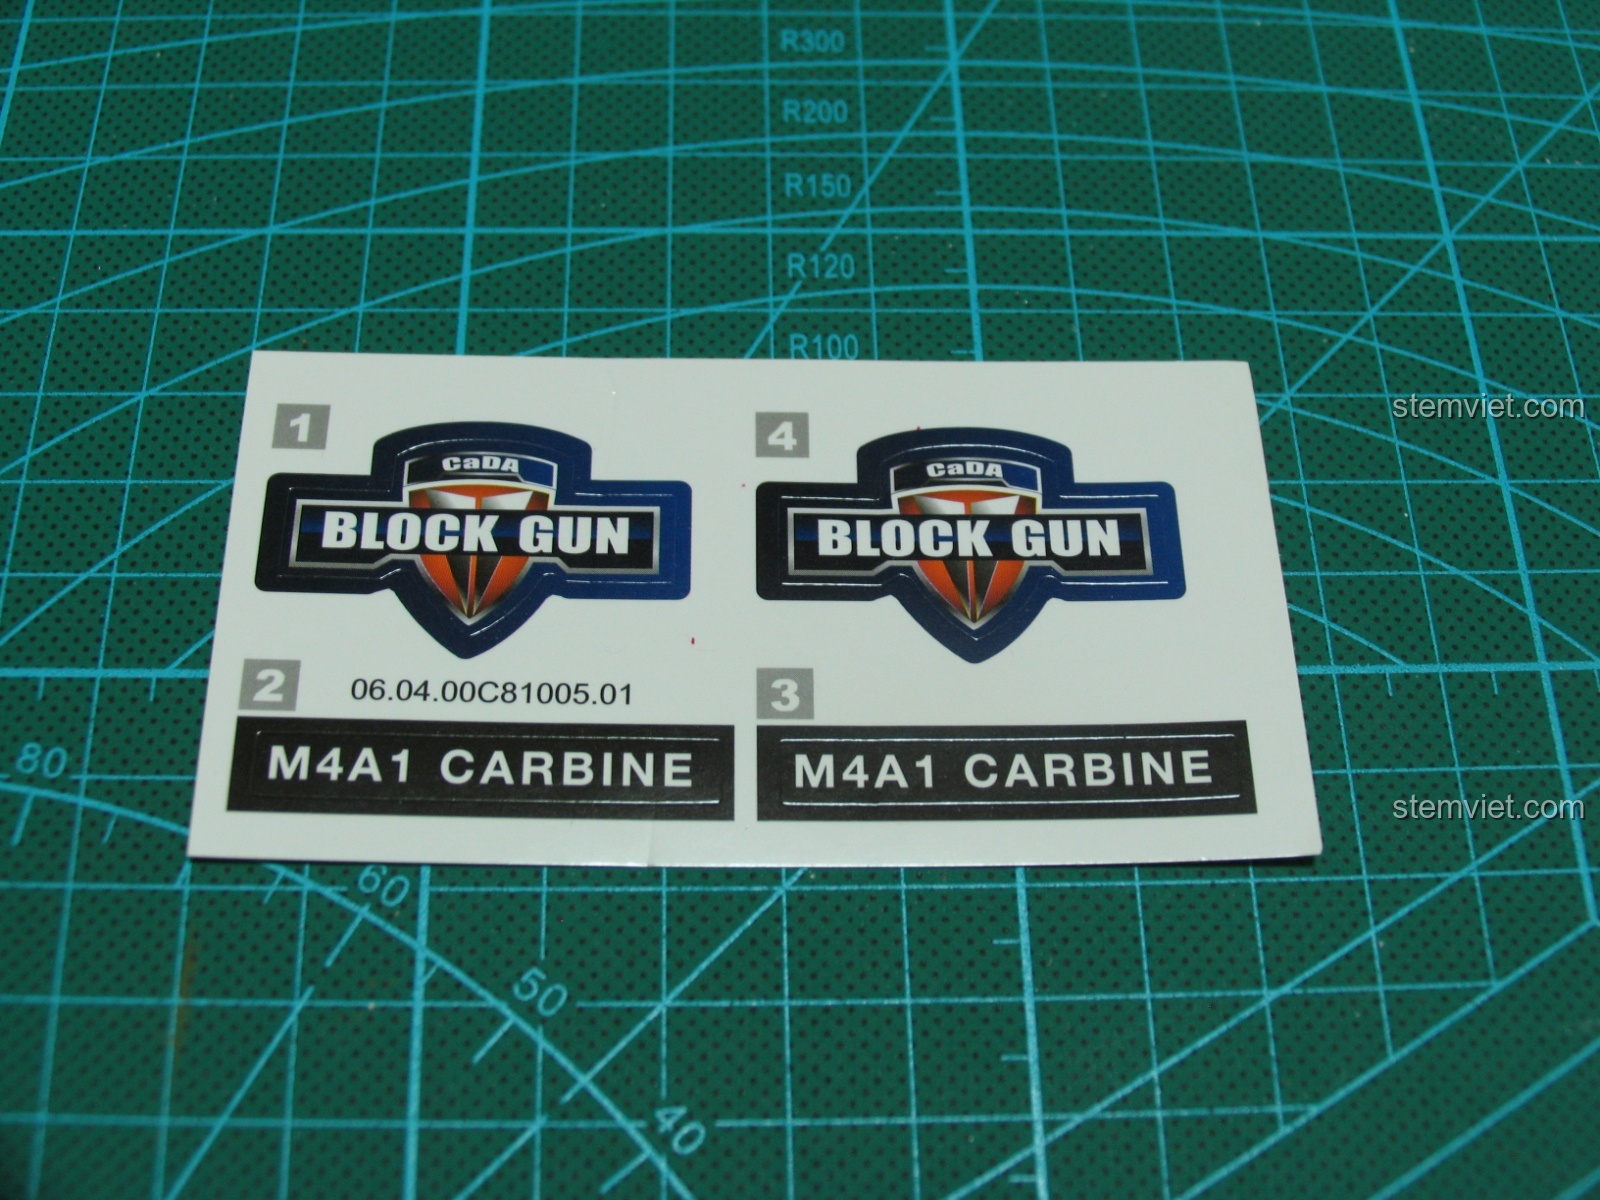 R300
R200
R150
R120
R100
stemviet.com
1
CaDA
BLOCK GUN
4
CaDA
BLOCK GUN
2
06.04.00C81005.01
3
M4A1 CARBINE
M4A1 CARBINE
80
stemviet.com
60
50
40